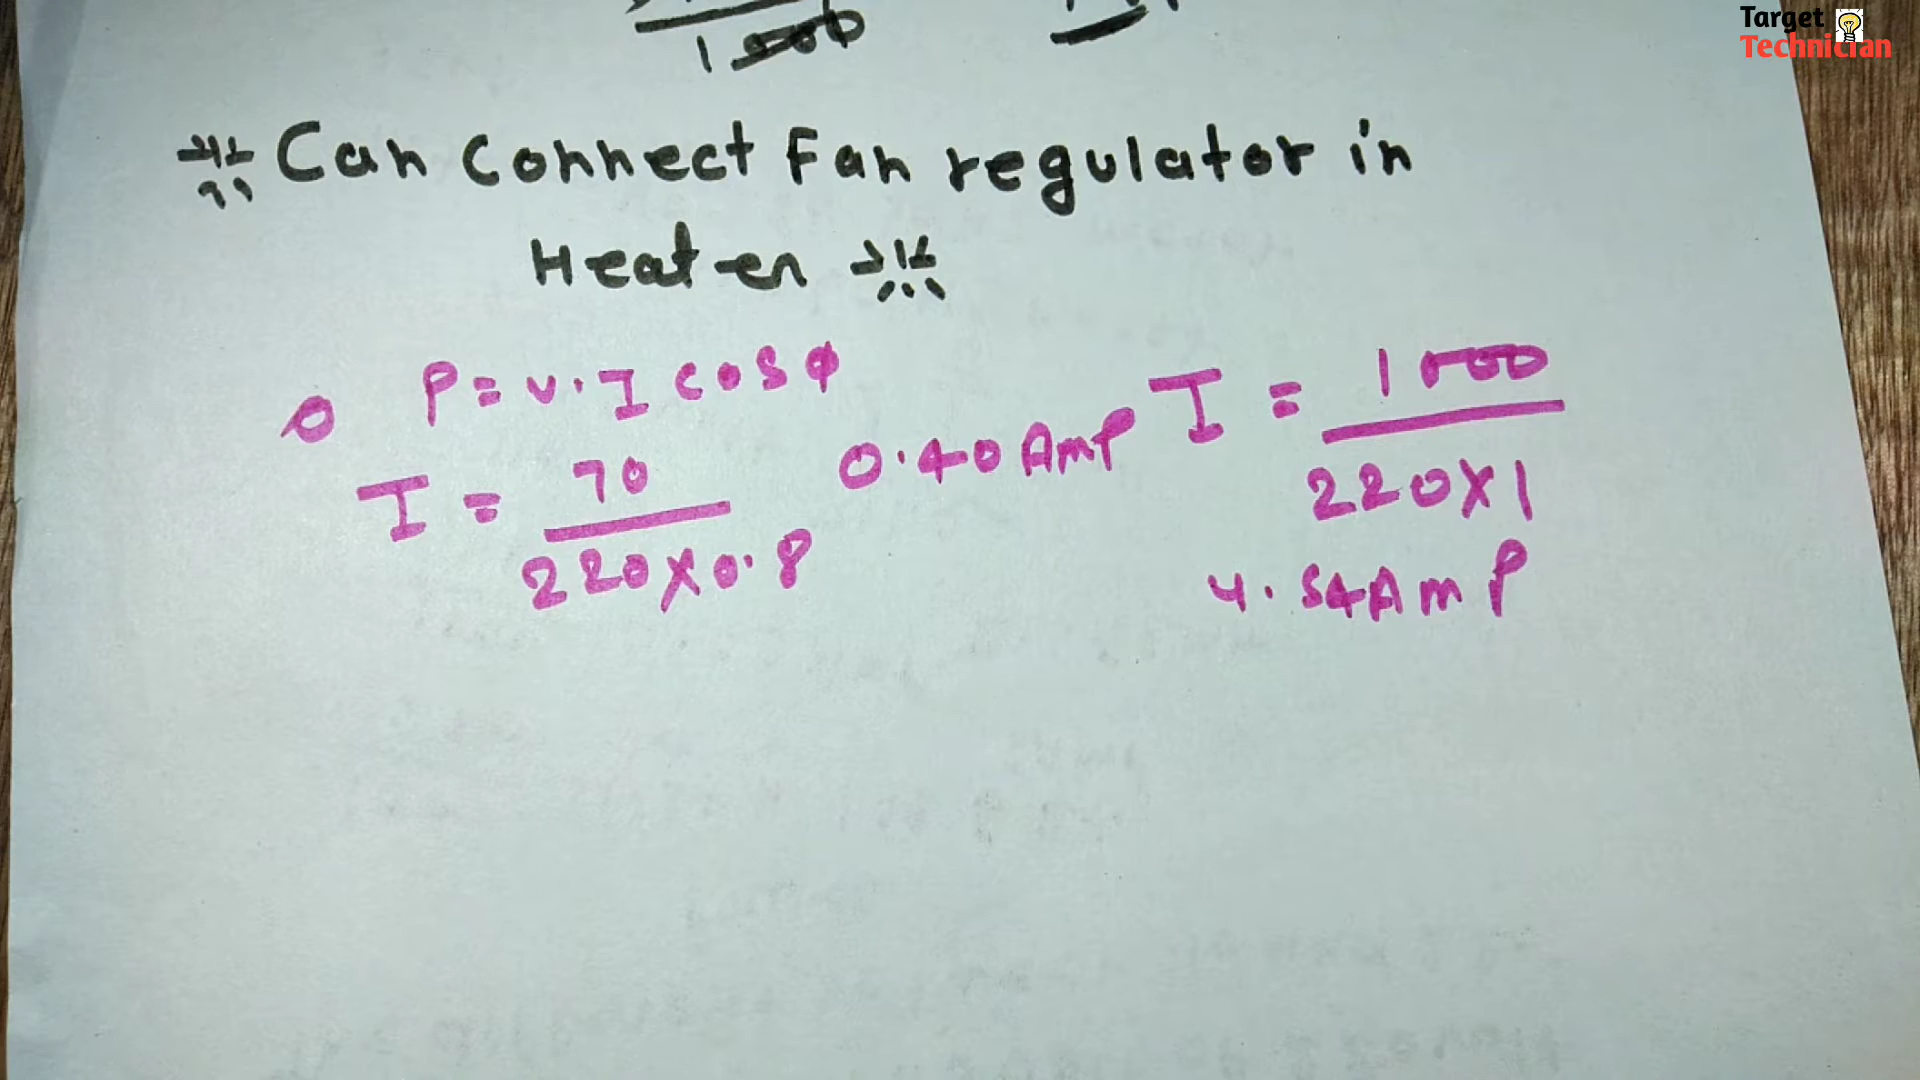 Target
Technician
1000
Can Connect Fan regulator in
Heater
P = V. I cos φ
I = 70
220 X 0.8
0.40 Amp
I = 1000
220 X 1
4.54 Amp